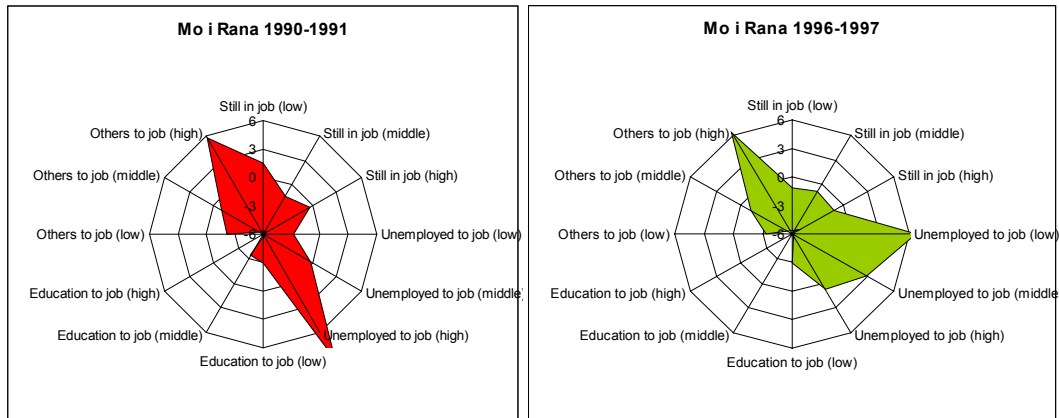 Mo i Rana 1990-1991
Still in job (low)
Still in job (middle)
Still in job (high)
Unemployed to job (low)
Unemployed to job (middle)
Unemployed to job (high)
Education to job (low)
Education to job (middle)
Education to job (high)
Others to job (low)
Others to job (middle)
Others to job (high)
6
3
0
-3
-6
Mo i Rana 1996-1997
Still in job (low)
Still in job (middle)
Still in job (high)
Unemployed to job (low)
Unemployed to job (middle
Unemployed to job (high)
Education to job (low)
Education to job (middle)
Education to job (high)
Others to job (low)
Others to job (middle)
Others to job (high)
6
3
0
-3
-6